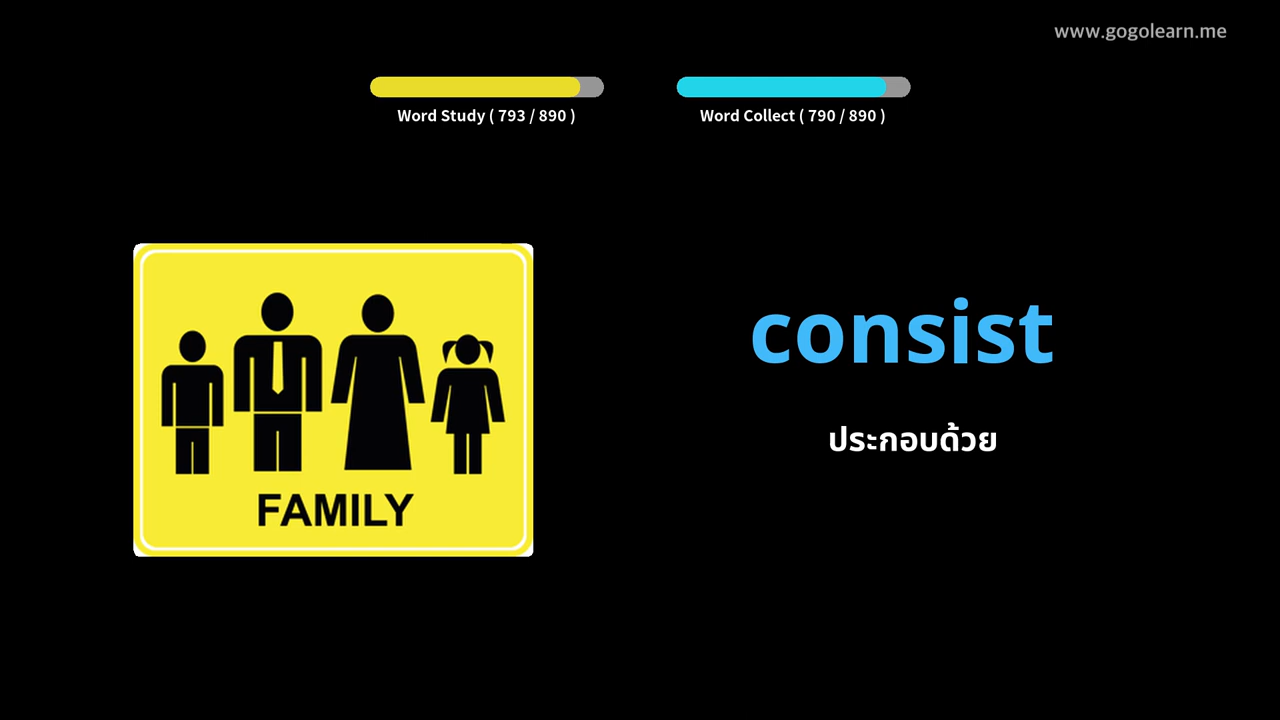 www.gogolearn.me
Word Study ( 793 / 890 )
Word Collect ( 790 / 890 )
consist
ประกอบด้วย
FAMILY